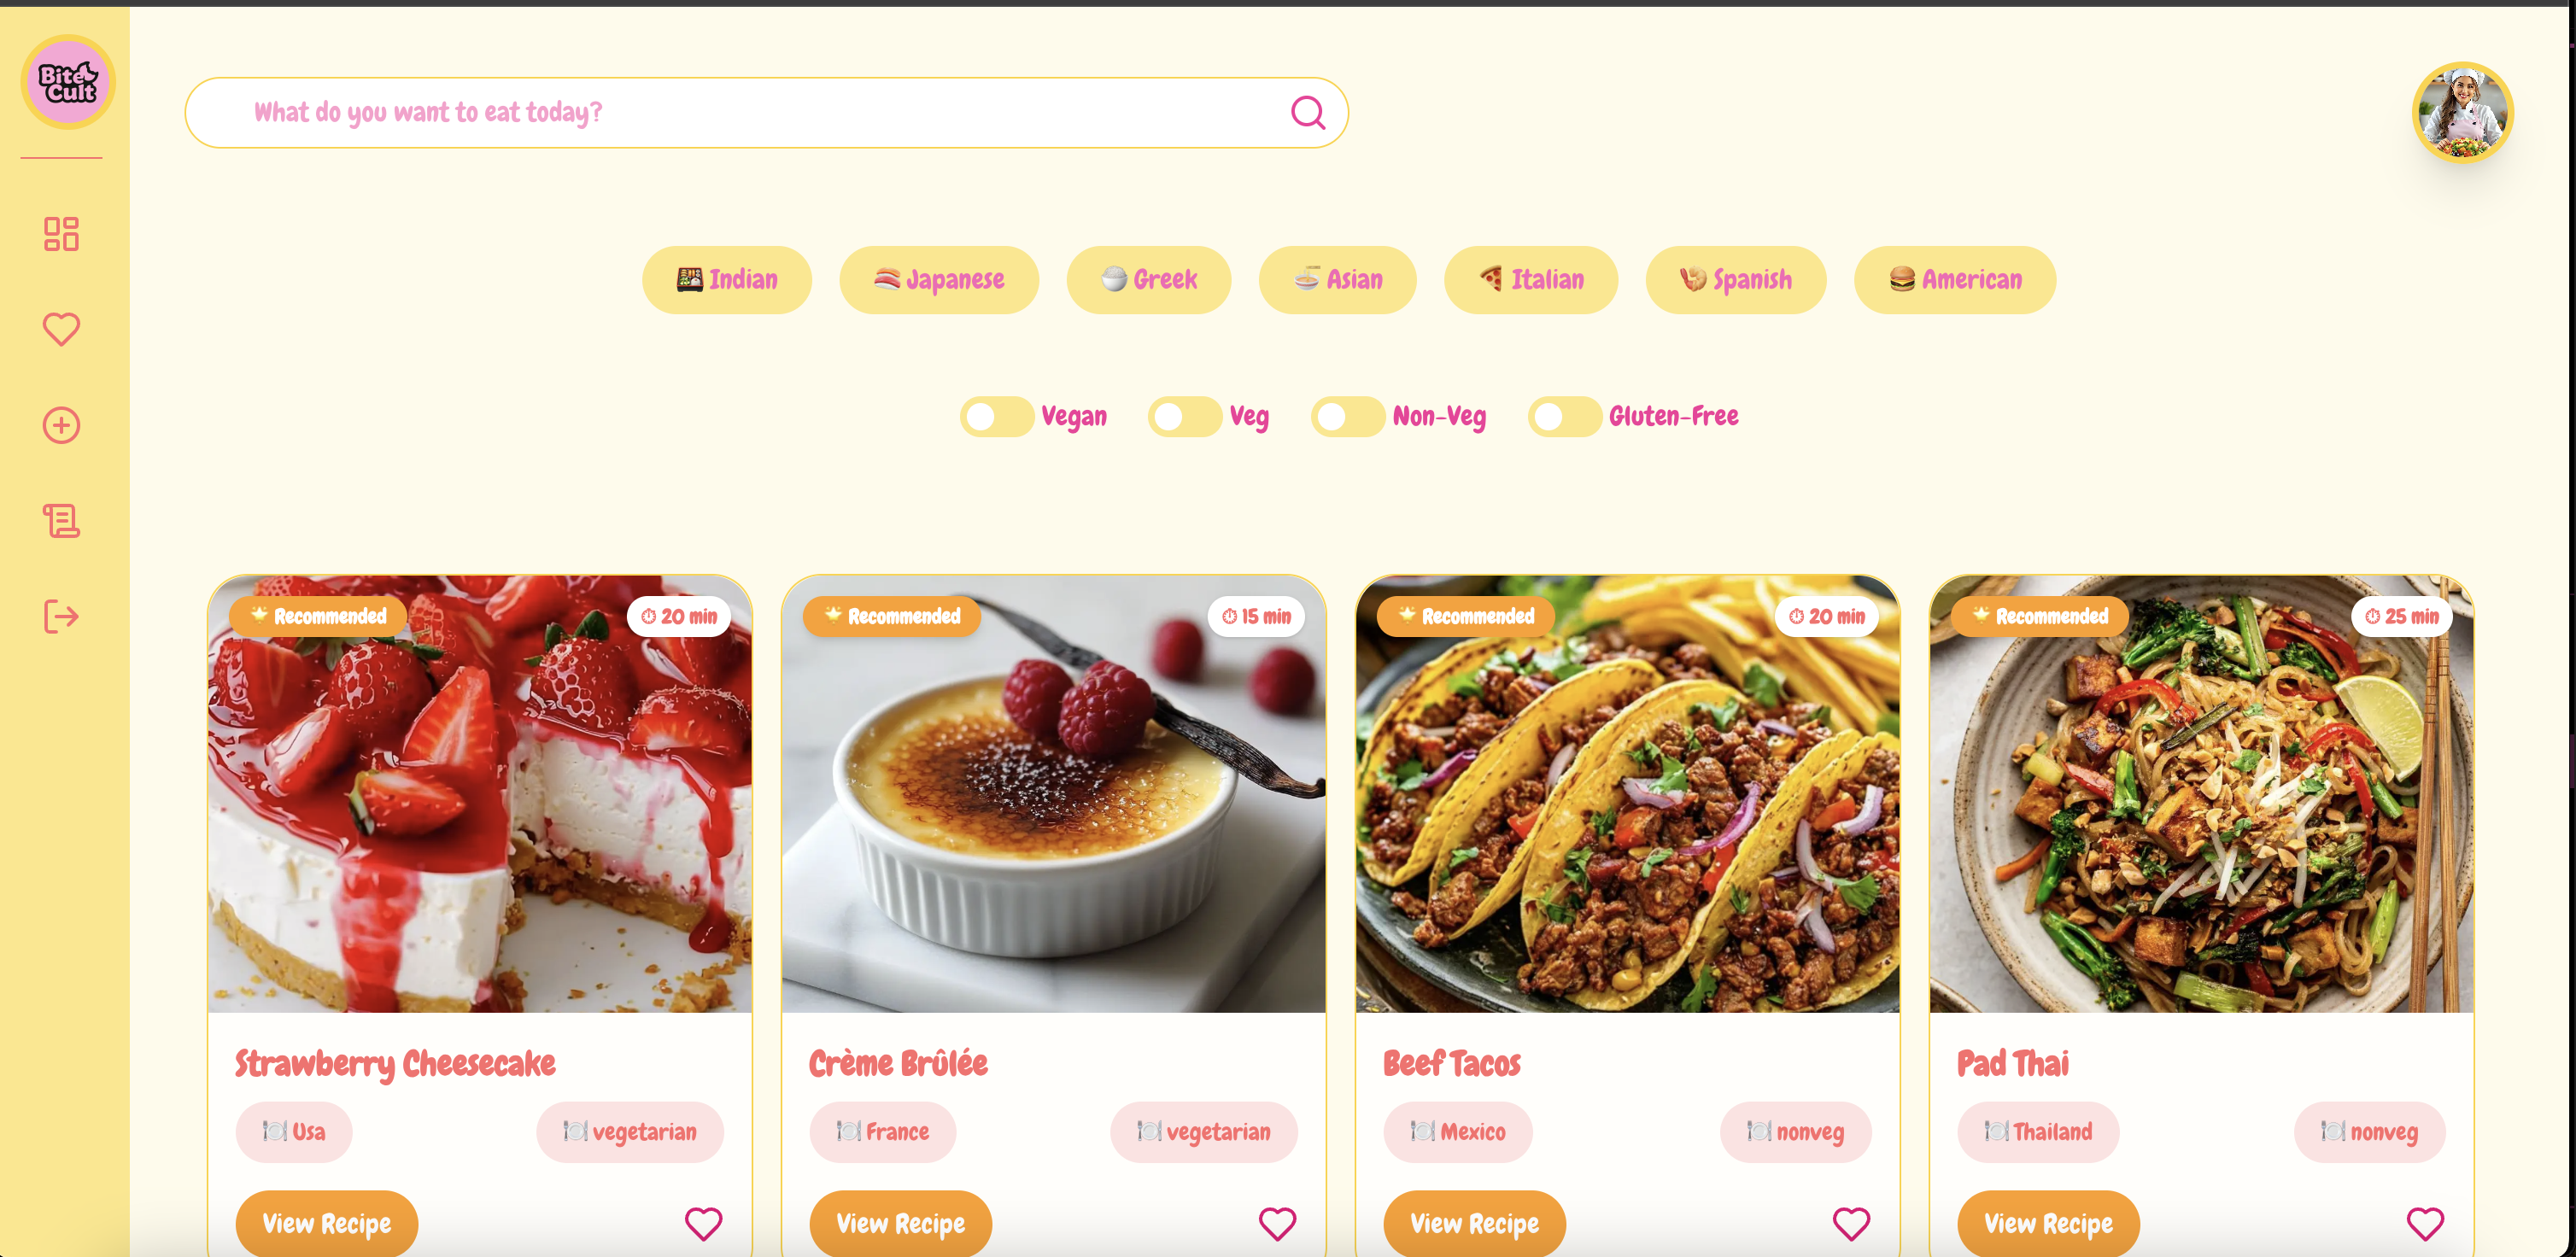 Bite
Cult
What do you want to eat today?
Indian
Japanese
Greek
Asian
Italian
Spanish
American
Vegan
Veg
Non-Veg
Gluten-Free
Recommended
20 min
Recommended
15 min
Recommended
20 min
Recommended
25 min
Strawberry Cheesecake
Crème Brûlée
Beef Tacos
Pad Thai
Usa
vegetarian
France
vegetarian
Mexico
nonveg
Thailand
nonveg
View Recipe
View Recipe
View Recipe
View Recipe